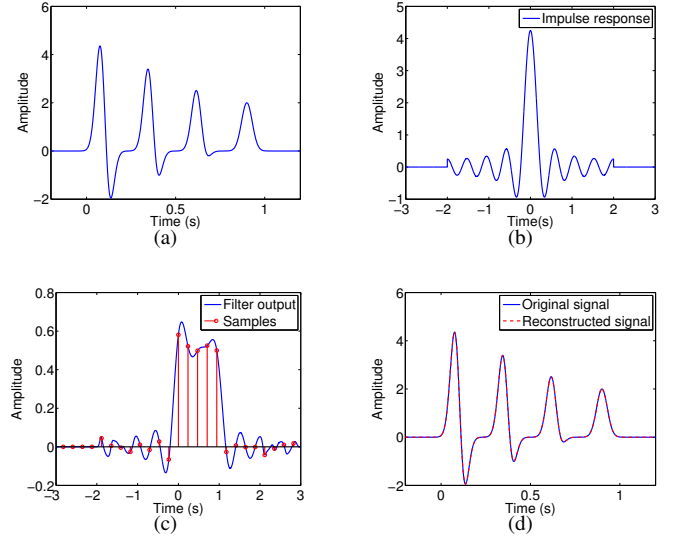 6
4
2
0
−2
Amplitude
0 0.5 1
Time (s)
(a)
5
4
3
2
1
0
−1
Amplitude
Impulse response
−3 −2 −1 0 1 2 3
Time(s)
(b)
0.8
0.6
0.4
0.2
0
−0.2
Amplitude
Filter output
Samples
−3 −2 −1 0 1 2 3
Time (s)
(c)
6
4
2
0
−2
Amplitude
Original signal
Reconstructed signal
0 0.5 1
Time (s)
(d)